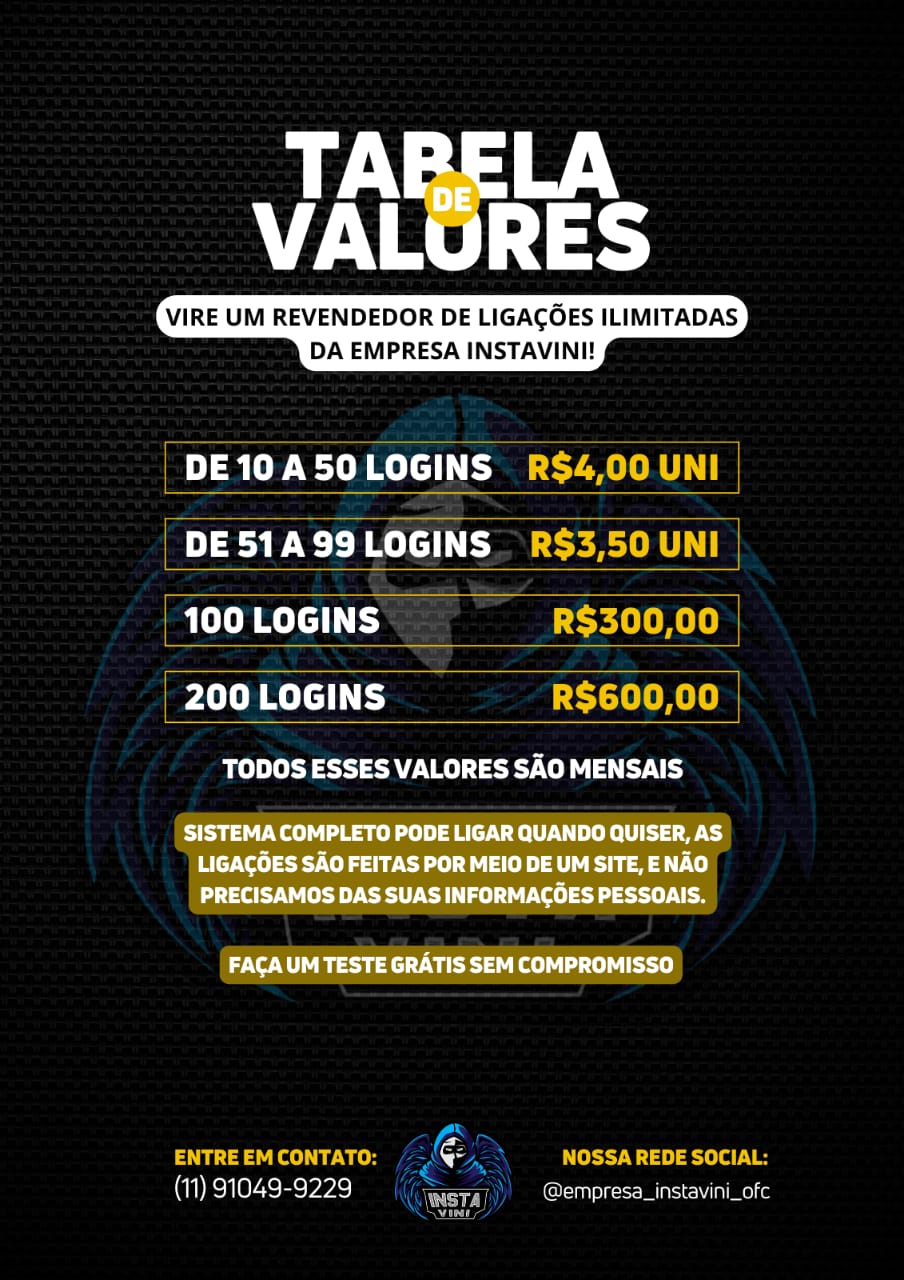 TABELA
DE
VALORES
VIRE UM REVENDEDOR DE LIGAÇÕES ILIMITADAS
DA EMPRESA INSTAVINI!
DE 10 A 50 LOGINS R$4,00 UNI
DE 51 A 99 LOGINS R$3,50 UNI
100 LOGINS R$300,00
200 LOGINS R$600,00
TODOS ESSES VALORES SÃO MENSAIS
SISTEMA COMPLETO PODE LIGAR QUANDO QUISER, AS
LIGAÇÕES SÃO FEITAS POR MEIO DE UM SITE, E NÃO
PRECISAMOS DAS SUAS INFORMAÇÕES PESSOAIS.
INSTA
VINI
FAÇA UM TESTE GRÁTIS SEM COMPROMISSO
ENTRE EM CONTATO:
(11) 91049-9229
INSTA
VINI
NOSSA REDE SOCIAL:
@empresa_instavini_ofc